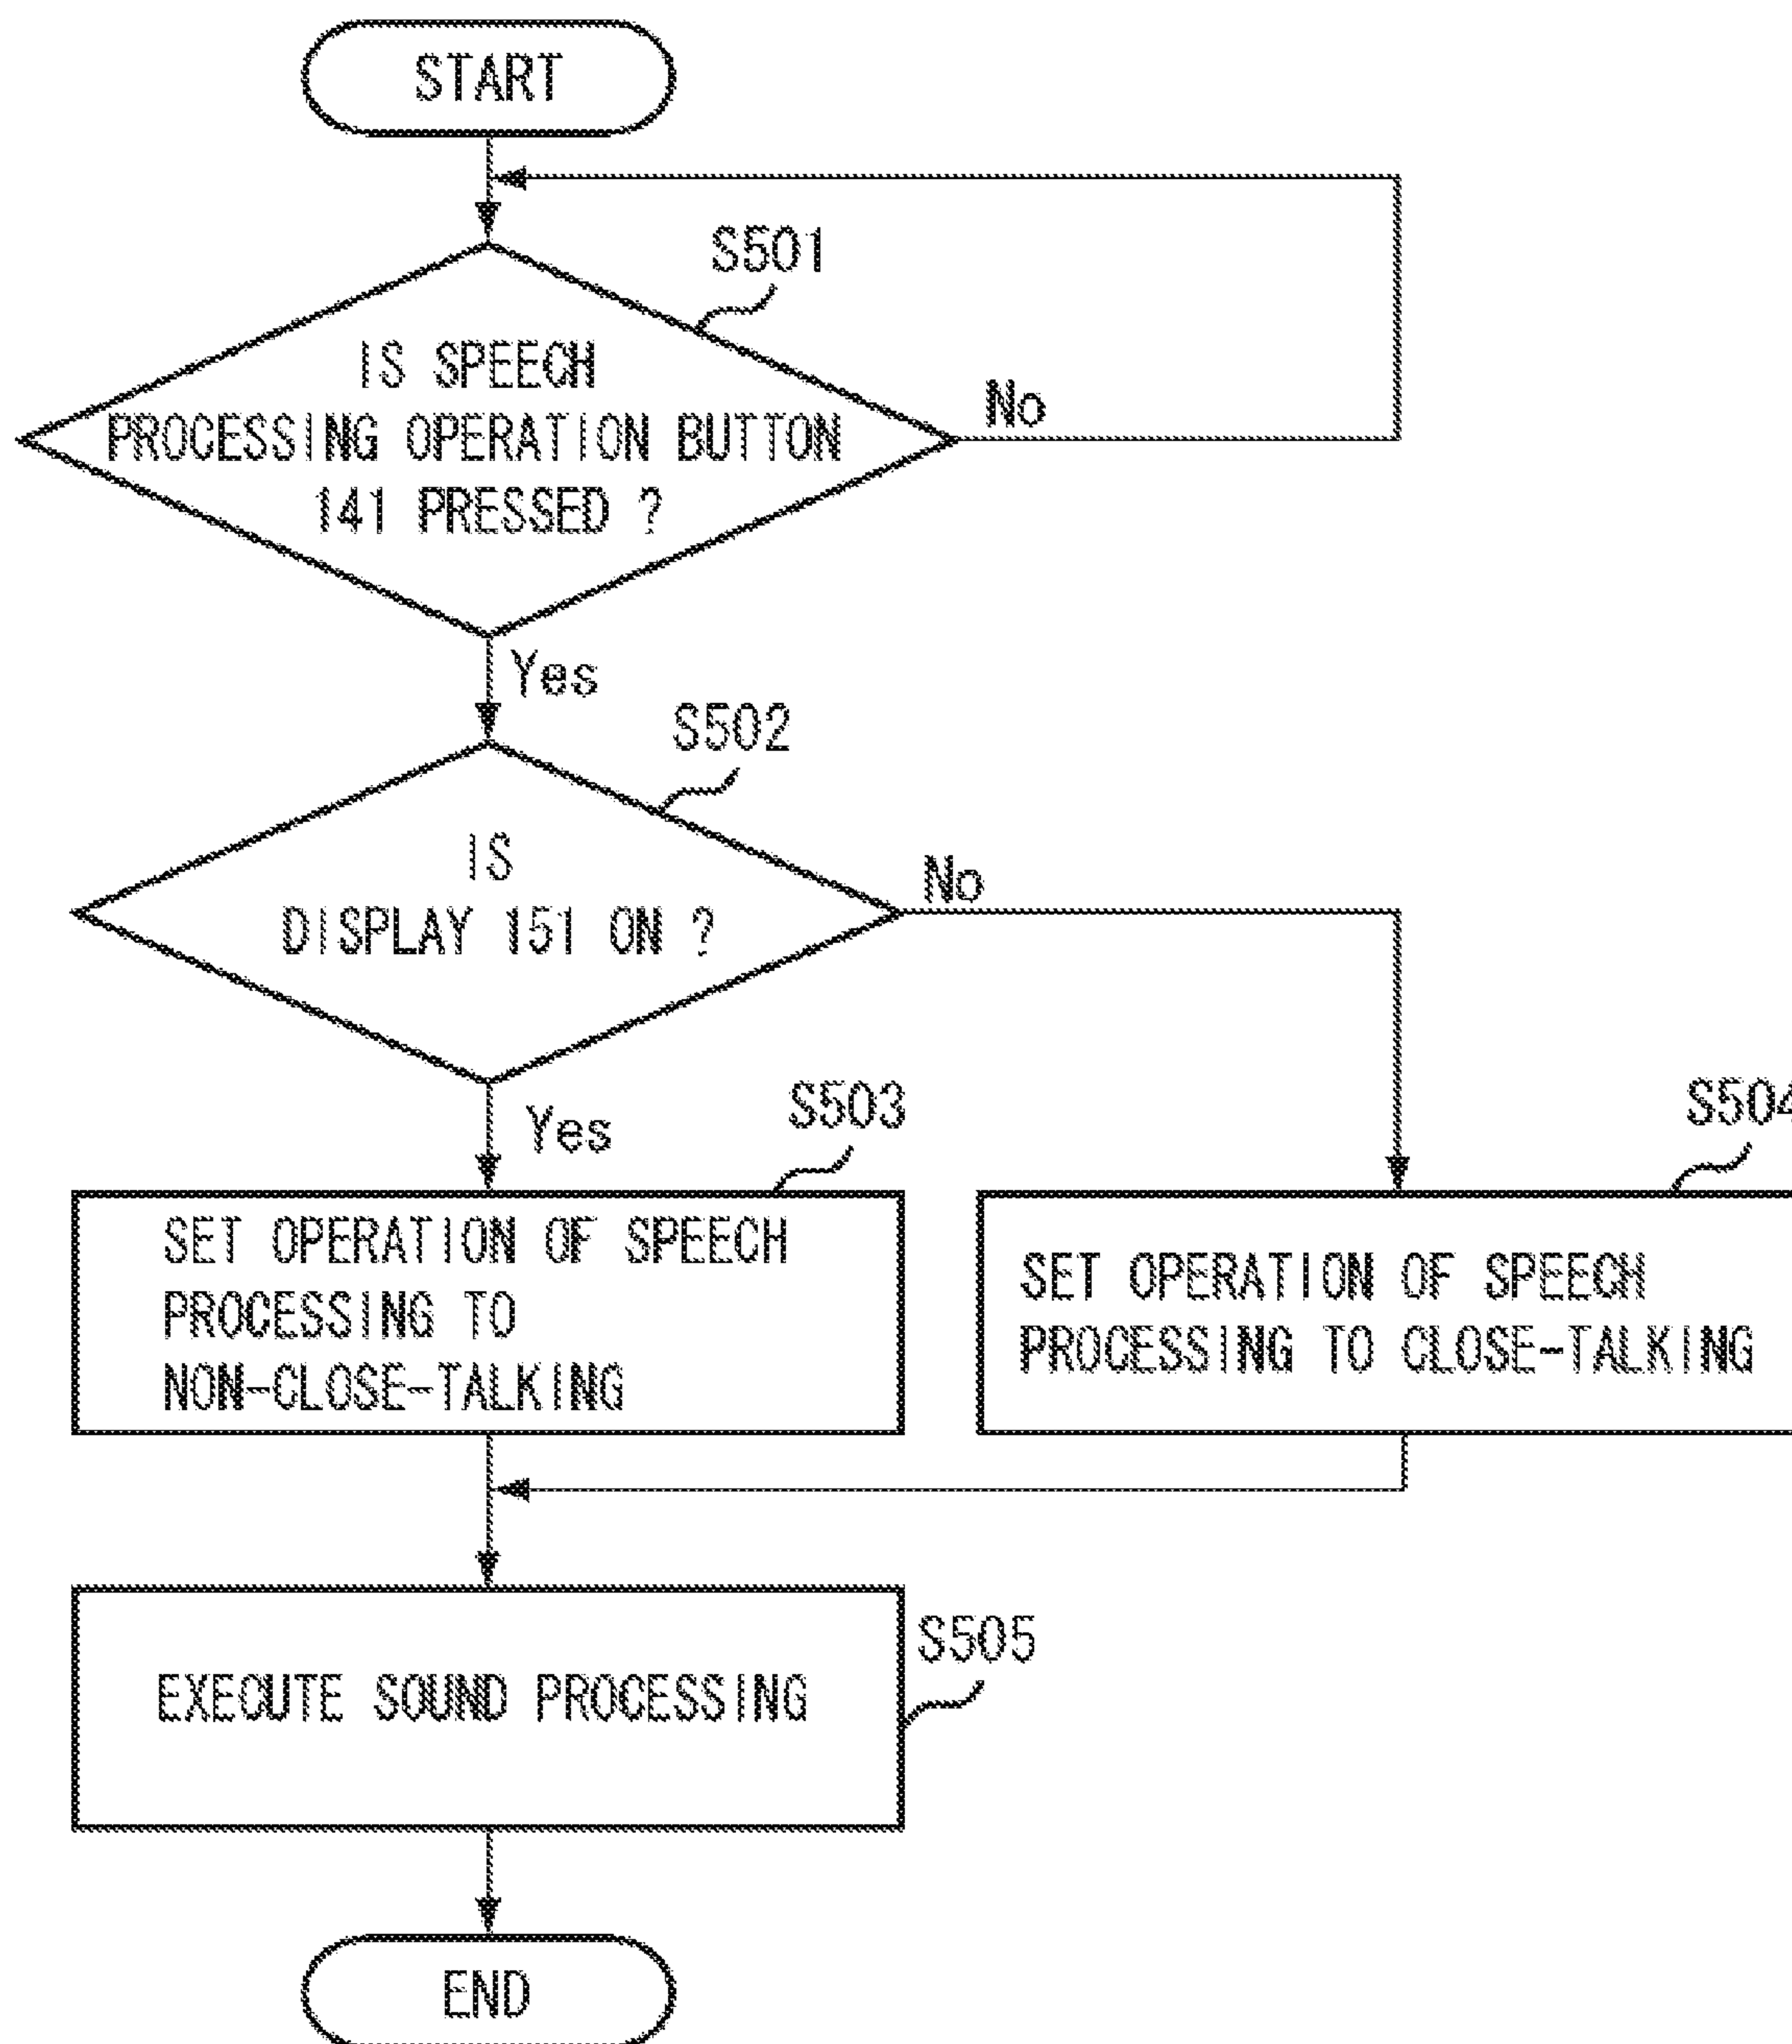 START
S501
IS SPEECH
PROCESSING OPERATION BUTTON
141 PRESSED ?
No
Yes
S502
IS
DISPLAY 151 ON ?
No
Yes
S503
S504
SET OPERATION OF SPEECH
PROCESSING TO
NON-CLOSE-TALKING
SET OPERATION OF SPEECH
PROCESSING TO CLOSE-TALKING
S505
EXECUTE SOUND PROCESSING
END